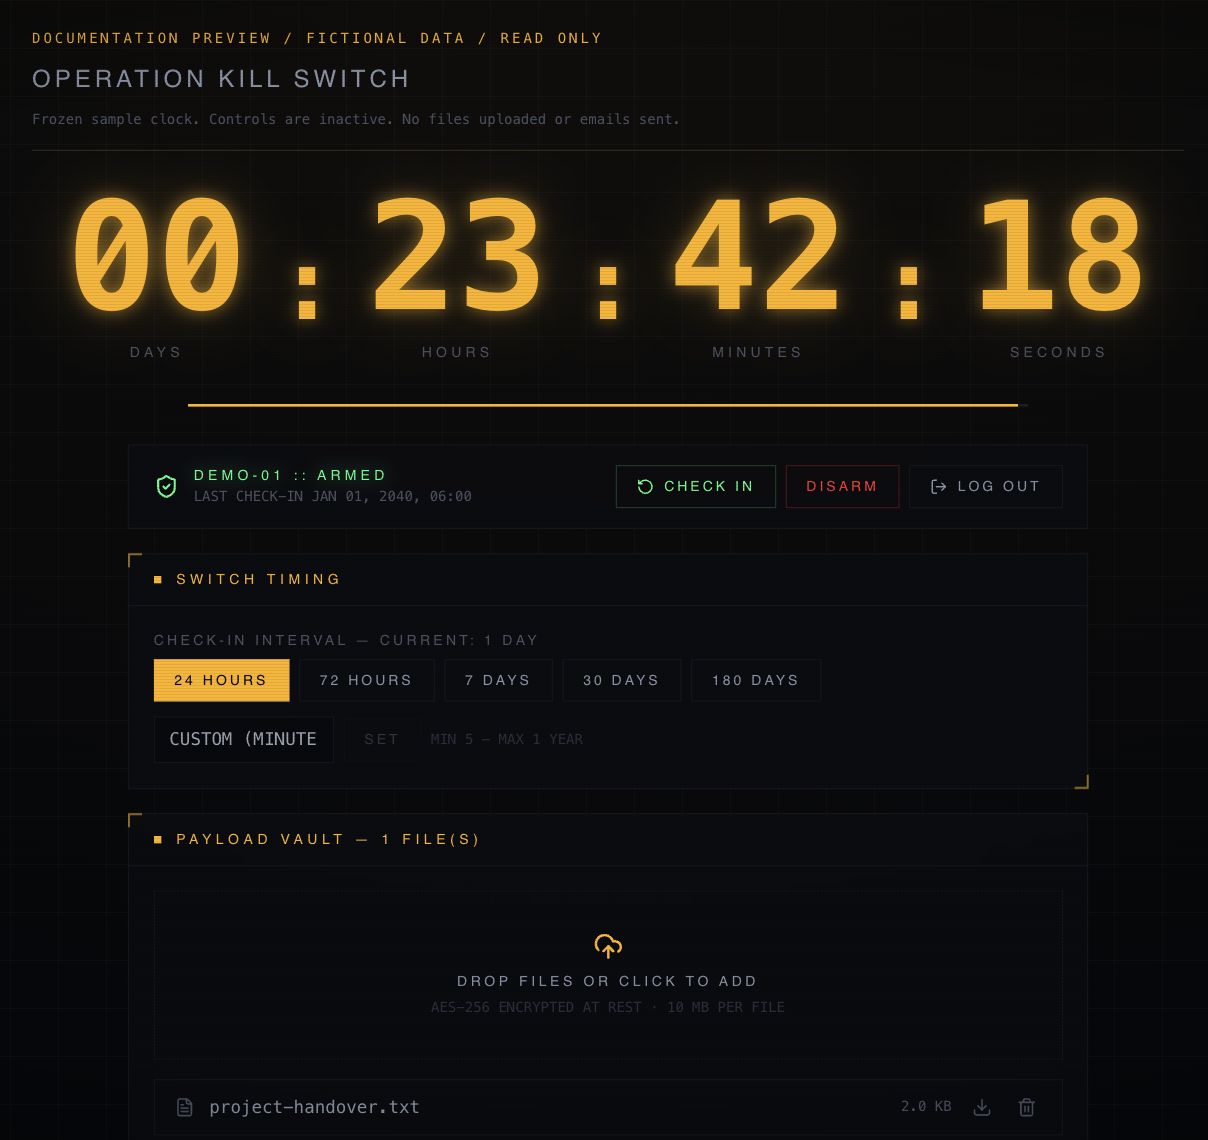 DOCUMENTATION PREVIEW / FICTIONAL DATA / READ ONLY
OPERATION KILL SWITCH
Frozen sample clock. Controls are inactive. No files uploaded or emails sent.
00 : 23 : 42 : 18
DAYS HOURS MINUTES SECONDS
DEMO-01 :: ARMED
LAST CHECK-IN JAN 01, 2040, 06:00
CHECK IN DISARM LOG OUT
SWITCH TIMING
CHECK-IN INTERVAL — CURRENT: 1 DAY
24 HOURS 72 HOURS 7 DAYS 30 DAYS 180 DAYS
CUSTOM (MINUTE SET MIN 5 — MAX 1 YEAR
PAYLOAD VAULT — 1 FILE(S)
DROP FILES OR CLICK TO ADD
AES-256 ENCRYPTED AT REST · 10 MB PER FILE
project-handover.txt 2.0 KB